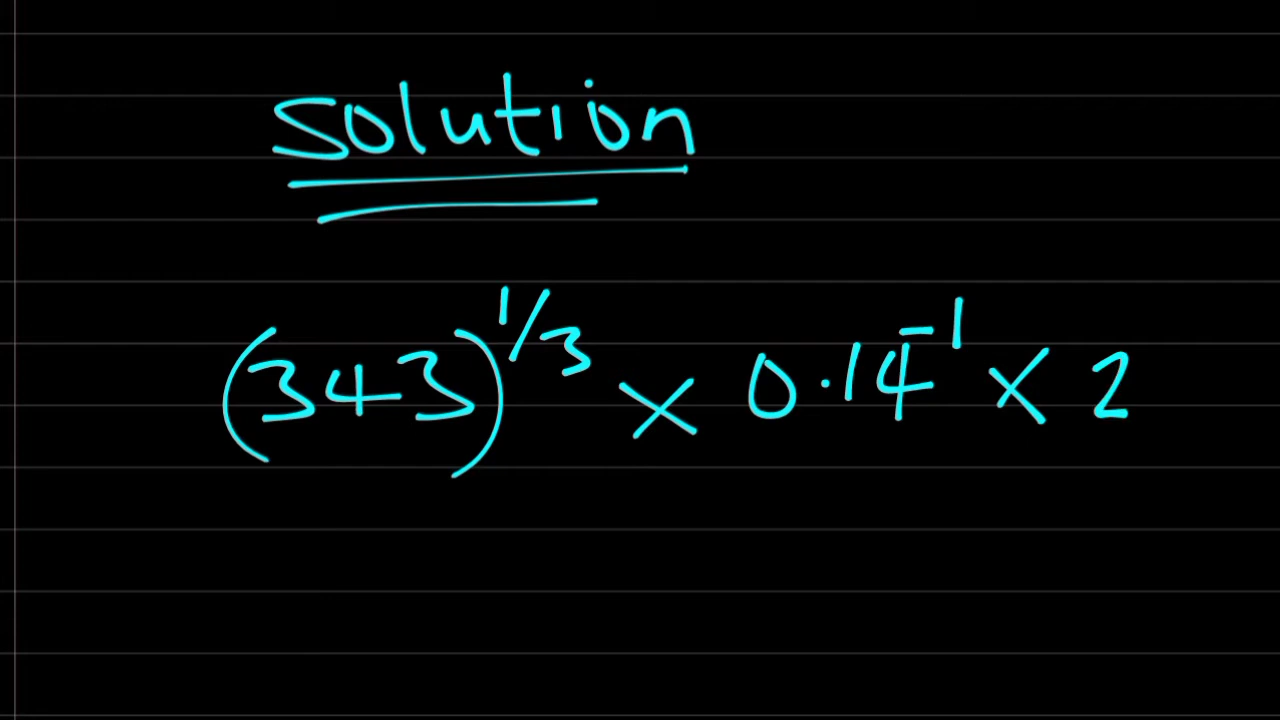 Solution
(343)^1/3 × 0.14^-1 × 2